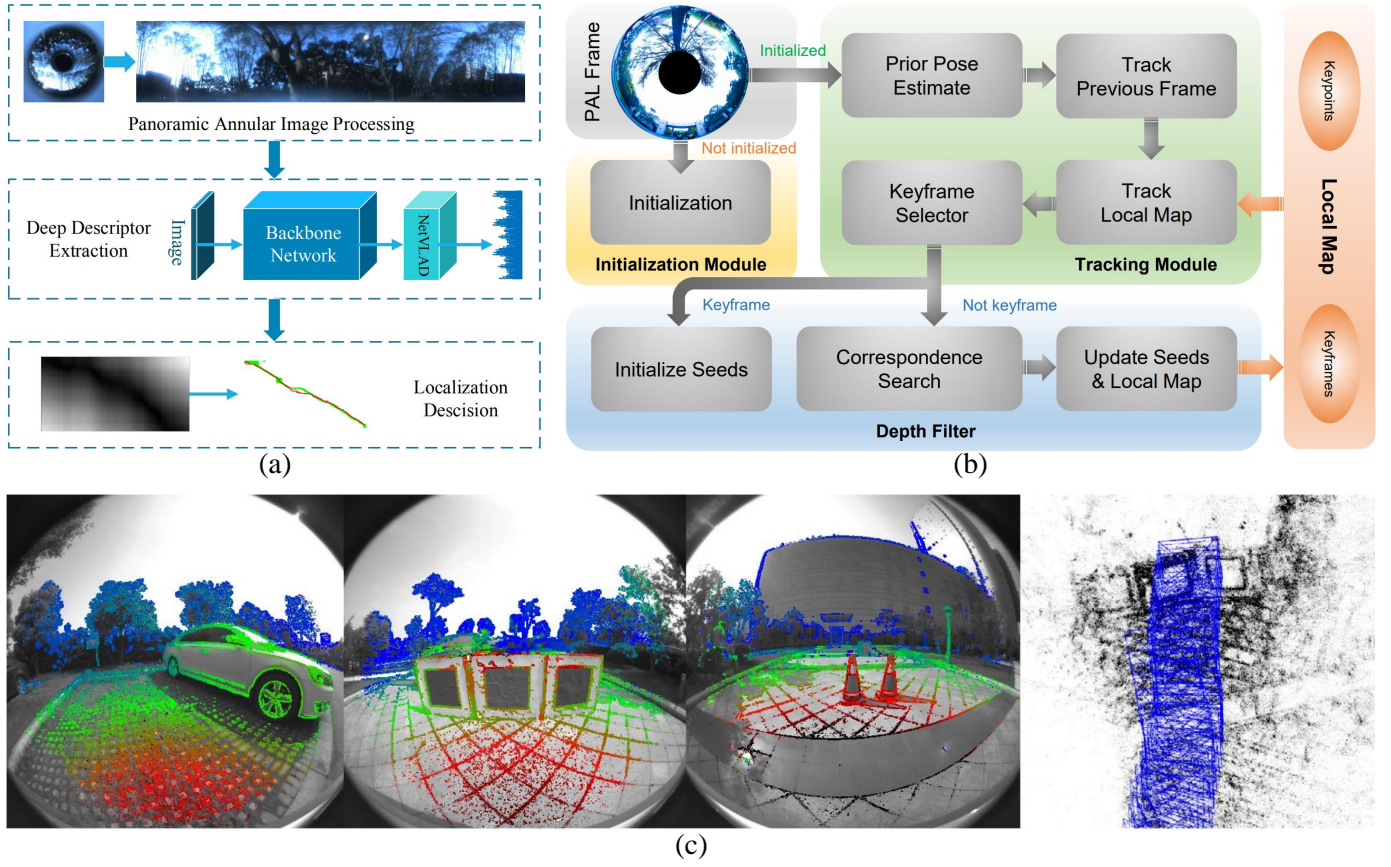 Panoramic Annular Image Processing
Deep Descriptor
Extraction
Image
Backbone
Network
NetVLAD
Localization
Descision
(a)
PAL Frame
Initialized
Not initialized
Initialization
Initialization Module
Prior Pose
Estimate
Track
Previous Frame
Keyframe
Selector
Track
Local Map
Tracking Module
Keyframe
Not keyframe
Initialize Seeds
Correspondence
Search
Update Seeds
& Local Map
Depth Filter
Keypoints
Local Map
Keyframes
(b)
(c)